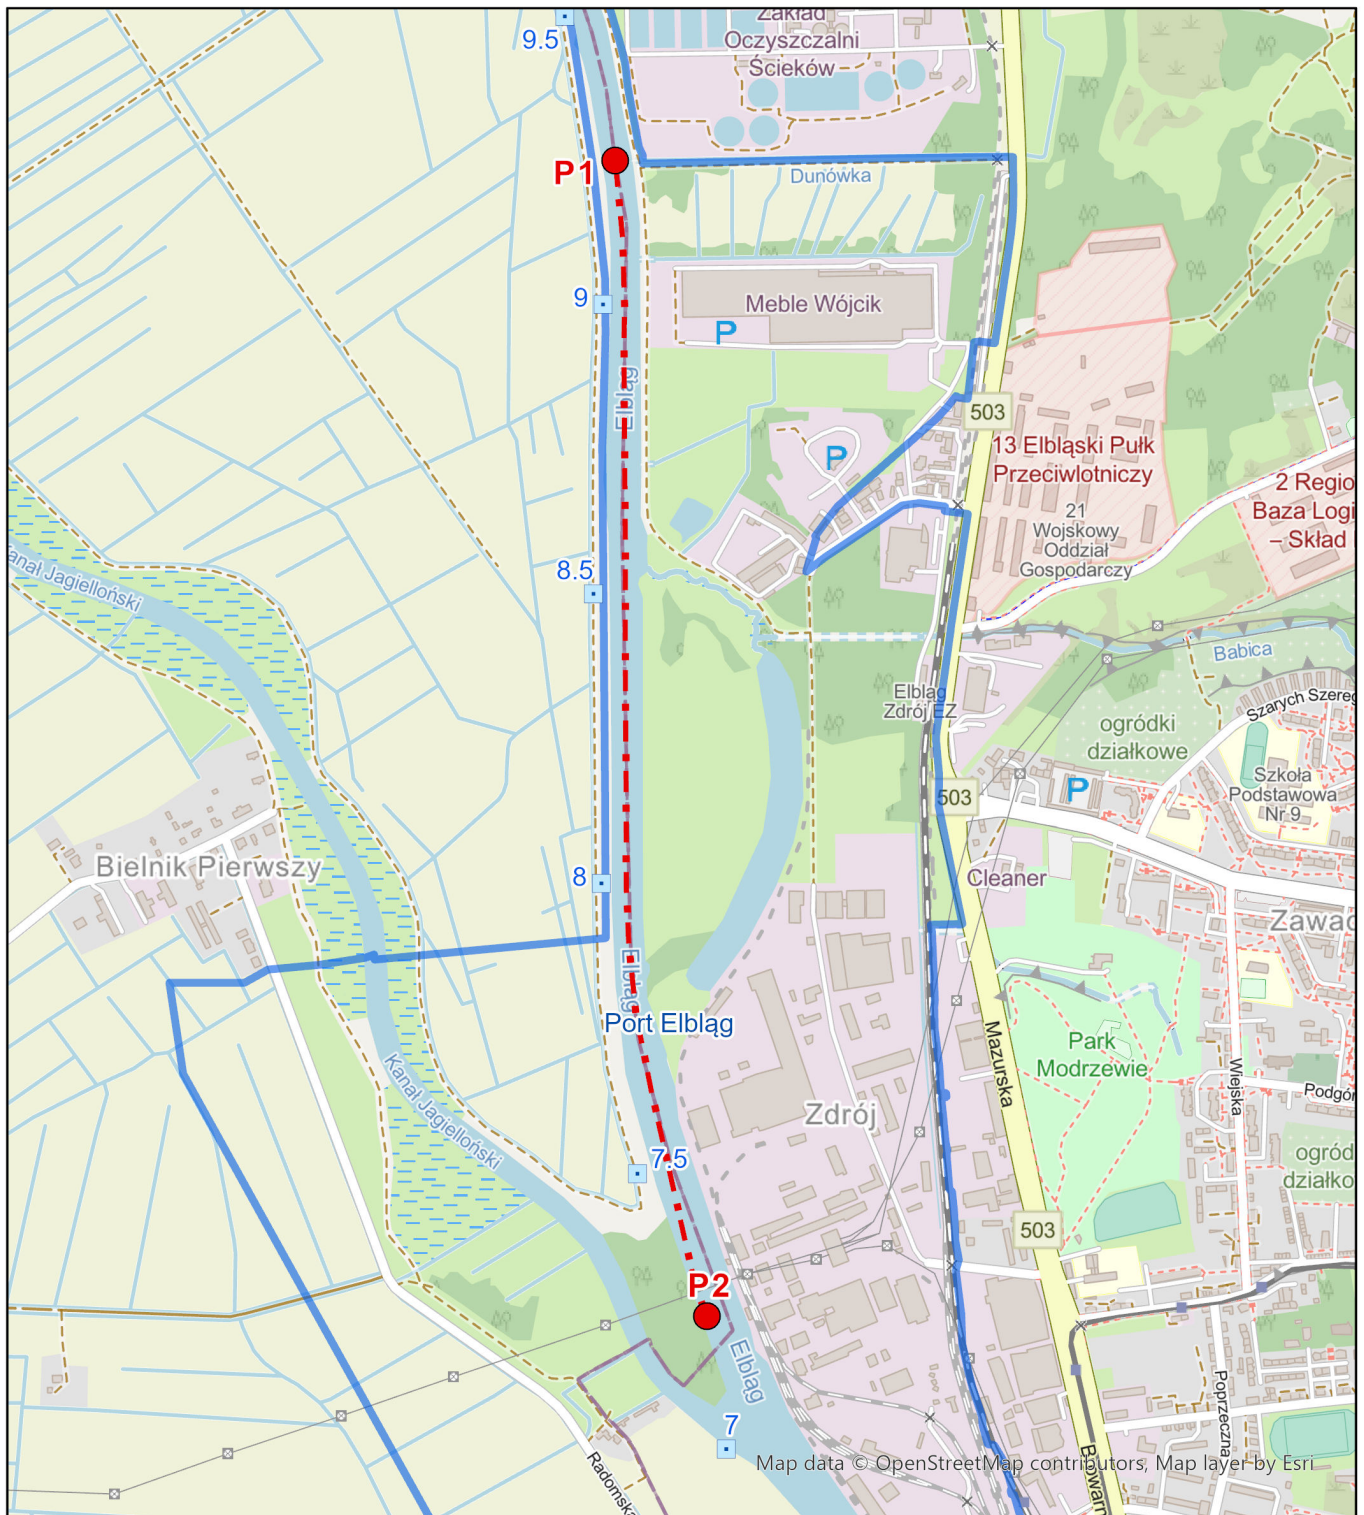 Zakład
Oczyszczalni
Ścieków
9.5
P1
Dunówka
9
Meble Wójcik
P
Elbląg
503
P
13 Elbląski Pułk
Przeciwlotniczy
2 Regio
Baza Logi
– Skład
21
Wojskowy
Oddział
Gospodarczy
8.5
Kanał Jagielloński
Babica
Elbląg
Zdrój EZ
Szarych Szereg
ogródki
działkowe
Szkoła
Podstawowa
Nr 9
P
503
Bielnik Pierwszy
8
Cleaner
Zawad
Elbląg
Port Elbląg
Mazurska
Park
Modrzewie
Wiejska
Podgór
Kanał Jagielloński
Zdrój
7.5
ogród
działko
503
P2
Elbląg
Poprzeczna
7
Radomska
Browarn
Map data © OpenStreetMap contributors, Map layer by Esri